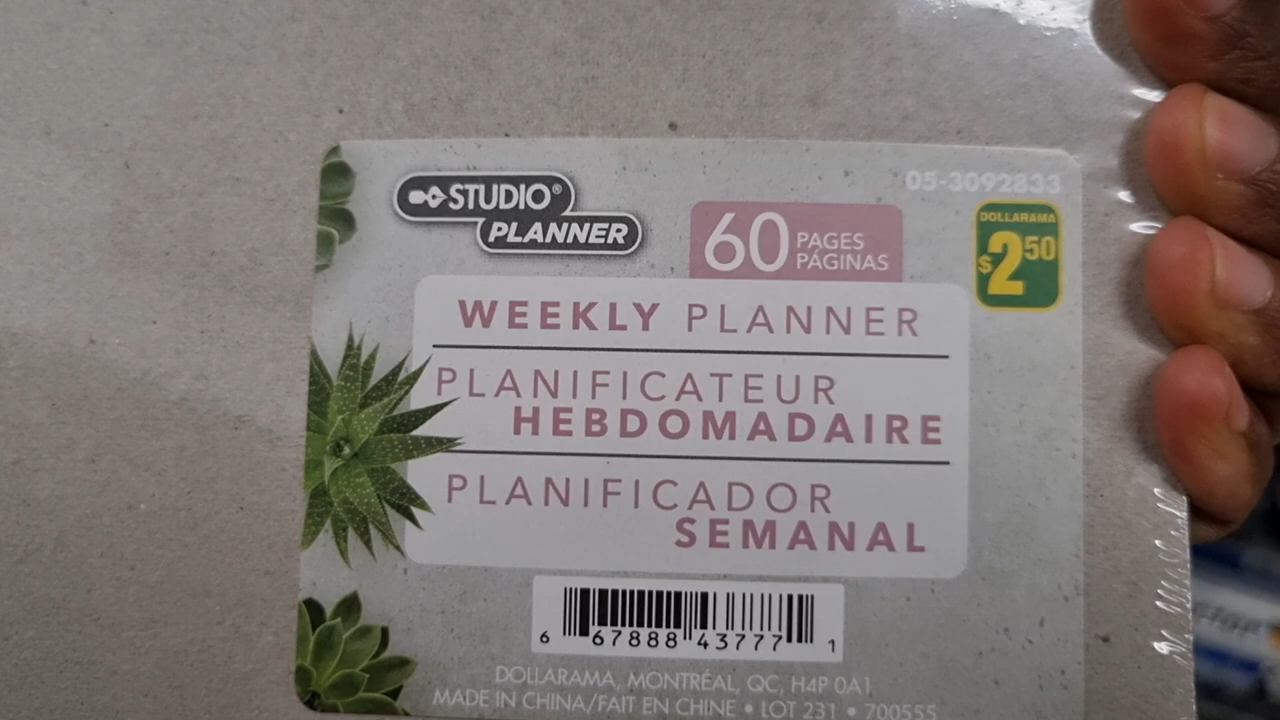 STUDIO®
PLANNER
05-3092833
60 PAGES
PÁGINAS
DOLLARAMA
$2.50
WEEKLY PLANNER
PLANIFICATEUR
HEBDOMADAIRE
PLANIFICADOR
SEMANAL
6 67888 43777 1
DOLLARAMA, MONTRÉAL, QC, H4P 0A1
MADE IN CHINA/FAIT EN CHINE • LOT 231 • 700555